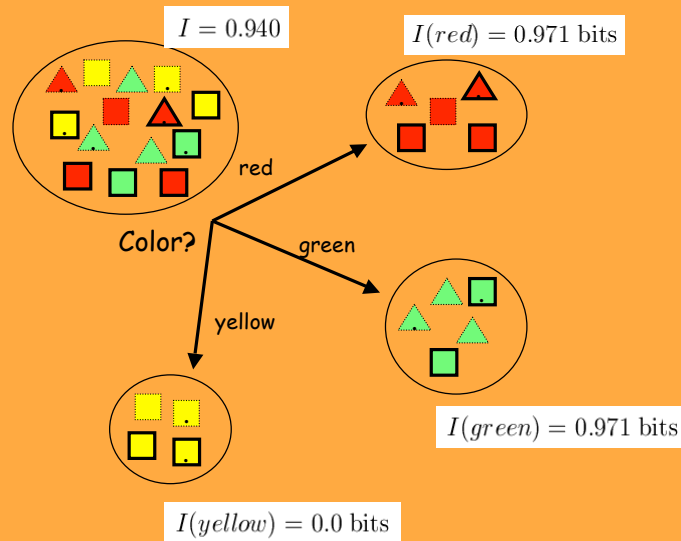 I = 0.940
I(red) = 0.971 bits
red
Color?
green
yellow
I(green) = 0.971 bits
I(yellow) = 0.0 bits